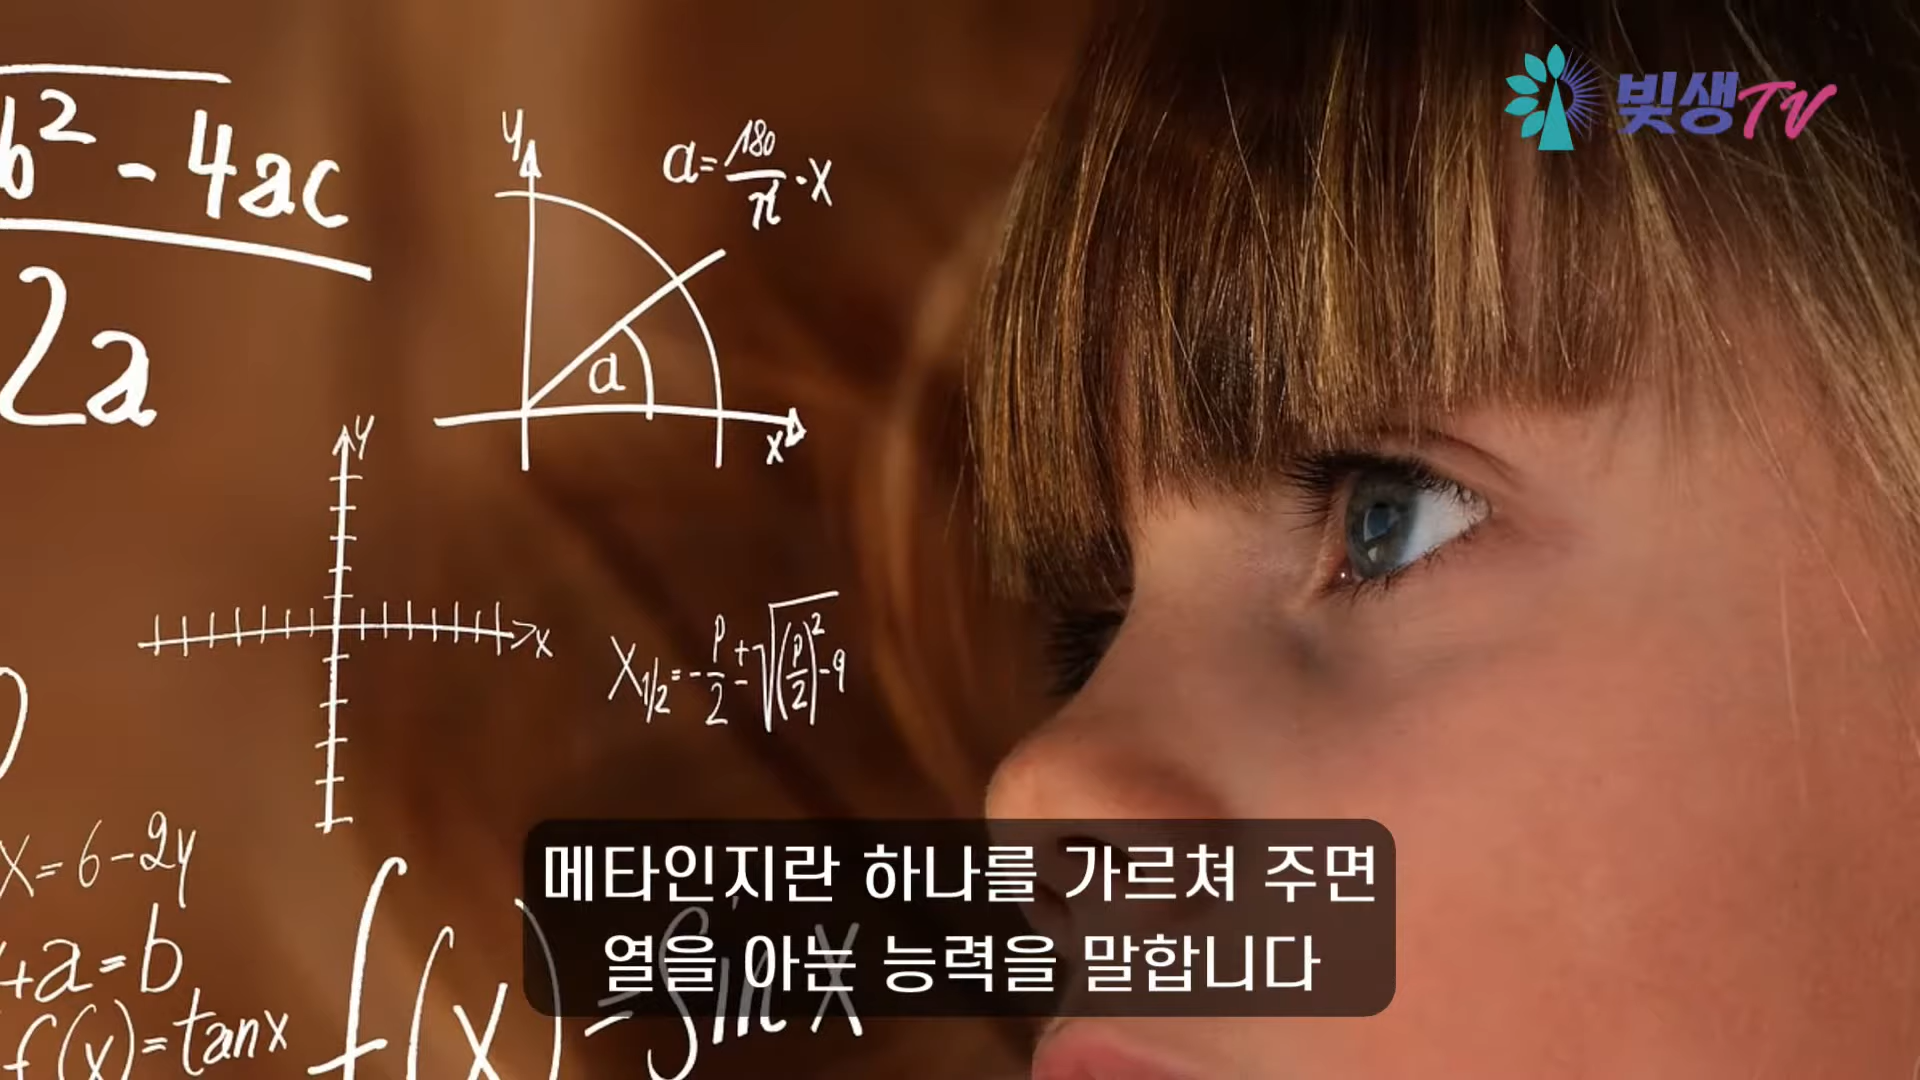 빛생TV
b² - 4ac
2a
y
a = 180/π · x
a
x
y
x
X1/2 = - p/2 ± √(p/2)² - q
x = 6 - 2y
+a = b
f(x) = tanx
f(x) = sin x
메타인지란 하나를 가르쳐 주면
열을 아는 능력을 말합니다